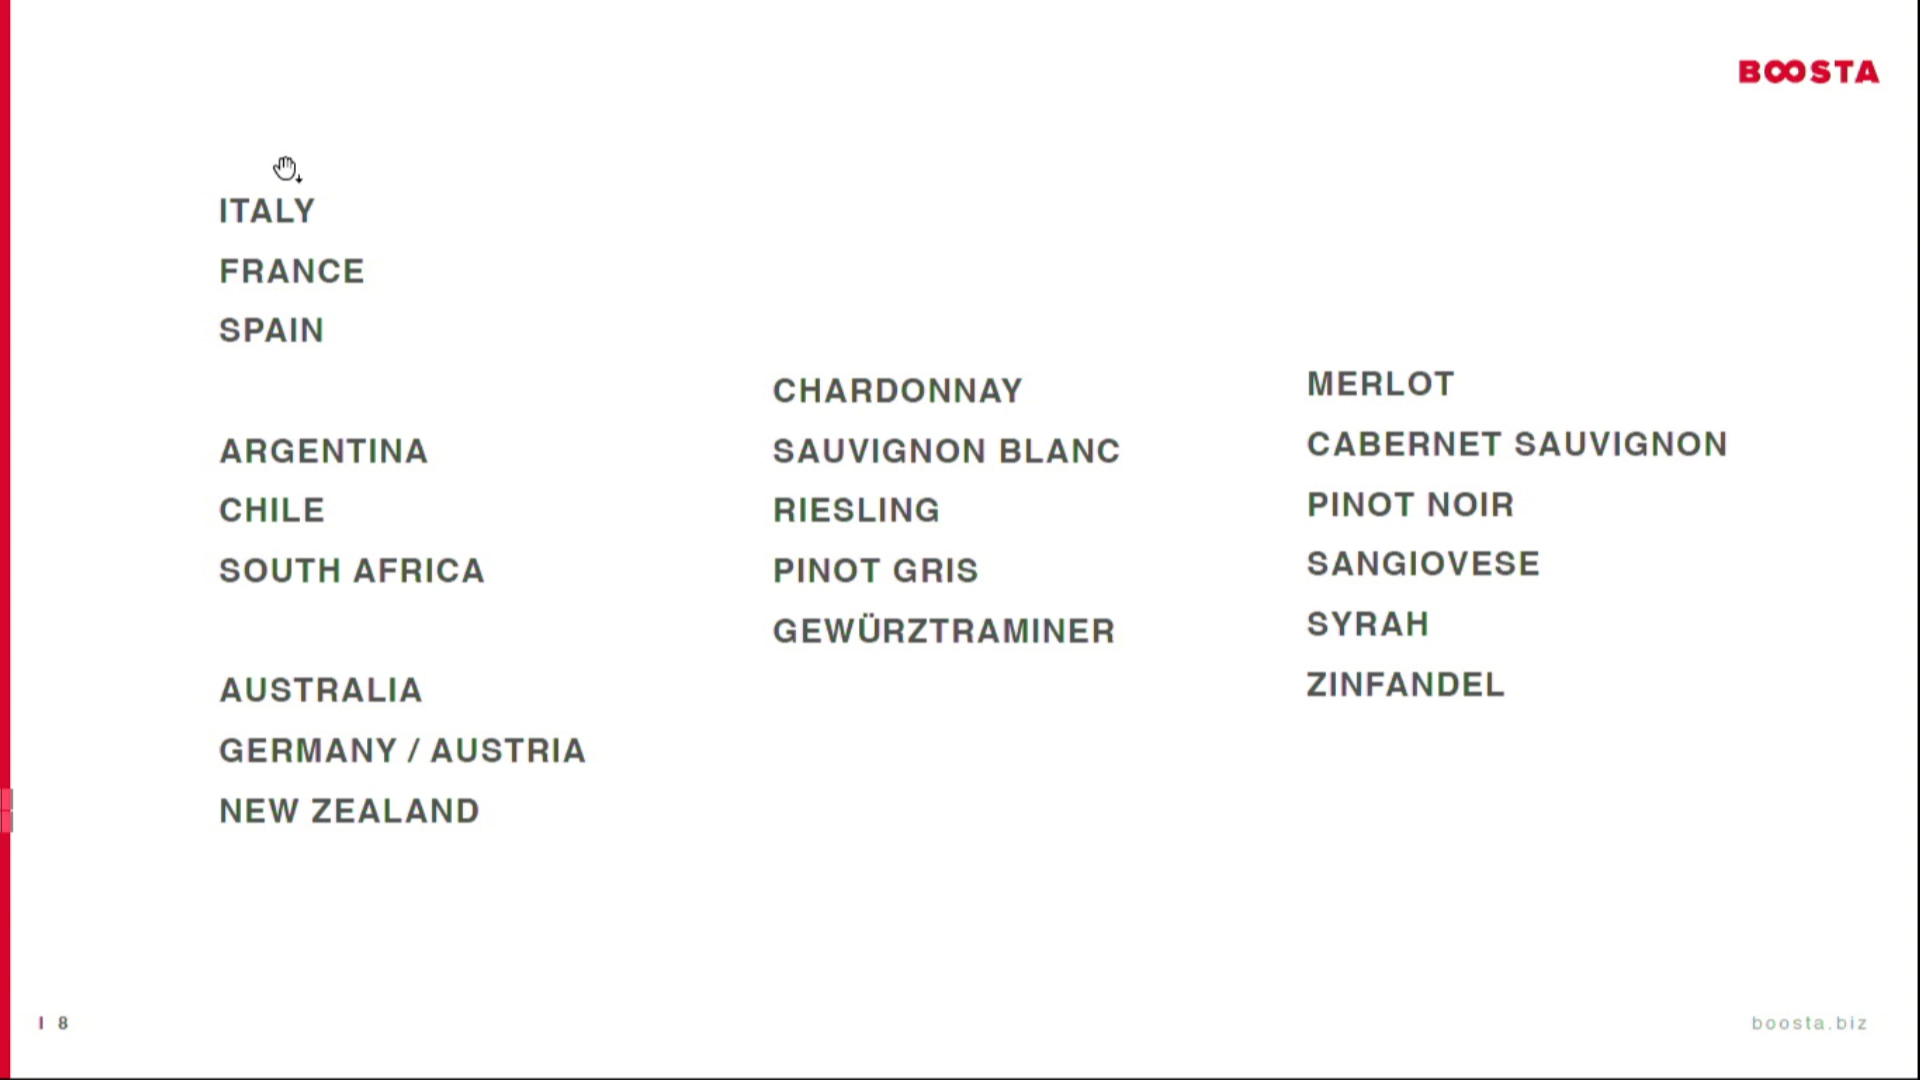 BOOSTA
ITALY
FRANCE
SPAIN
ARGENTINA
CHILE
SOUTH AFRICA
AUSTRALIA
GERMANY / AUSTRIA
NEW ZEALAND
CHARDONNAY
SAUVIGNON BLANC
RIESLING
PINOT GRIS
GEWÜRZTRAMINER
MERLOT
CABERNET SAUVIGNON
PINOT NOIR
SANGIOVESE
SYRAH
ZINFANDEL
| 8
boosta.biz